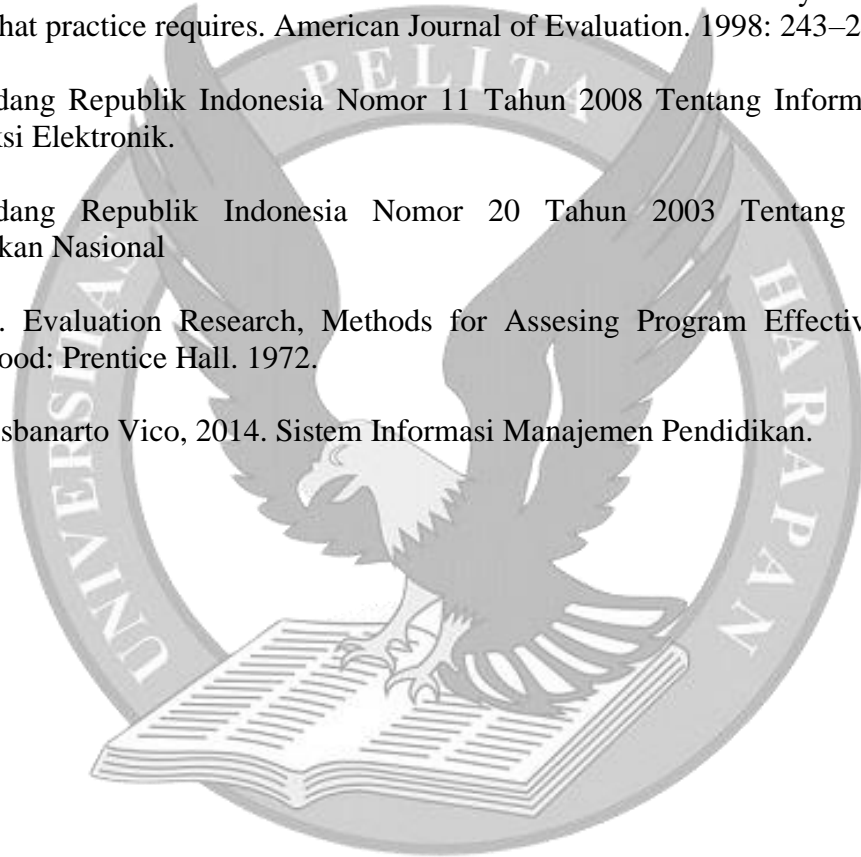 hat practice requires. American Journal of Evaluation. 1998: 243–2
dang Republik Indonesia Nomor 11 Tahun 2008 Tentang Inform
ksi Elektronik.
dang Republik Indonesia Nomor 20 Tahun 2003 Tentang
kan Nasional
. Evaluation Research, Methods for Assesing Program Effectiv
ood: Prentice Hall. 1972.
sbanarto Vico, 2014. Sistem Informasi Manajemen Pendidikan.
UNIVERSITAS PELITA HARAPAN